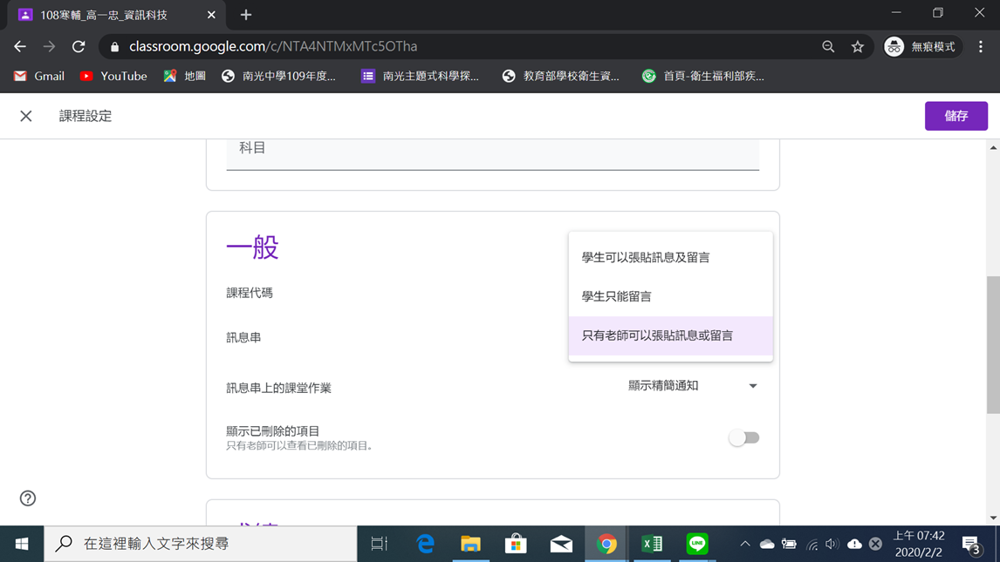 108寒輔_高一忠_資訊科技
classroom.google.com/c/NTA4NTMxMTc5OTha
無痕模式
Gmail
YouTube
地圖
南光中學109年度...
南光主題式科學探...
教育部學校衛生資...
首頁-衛生福利部疾...
課程設定
儲存
科目
一般
學生可以張貼訊息及留言
課程代碼
學生只能留言
訊息串
只有老師可以張貼訊息或留言
訊息串上的課堂作業
顯示精簡通知
顯示已刪除的項目
只有老師可以查看已刪除的項目。
在這裡輸入文字來搜尋
LINE
上午 07:42
2020/2/2
3